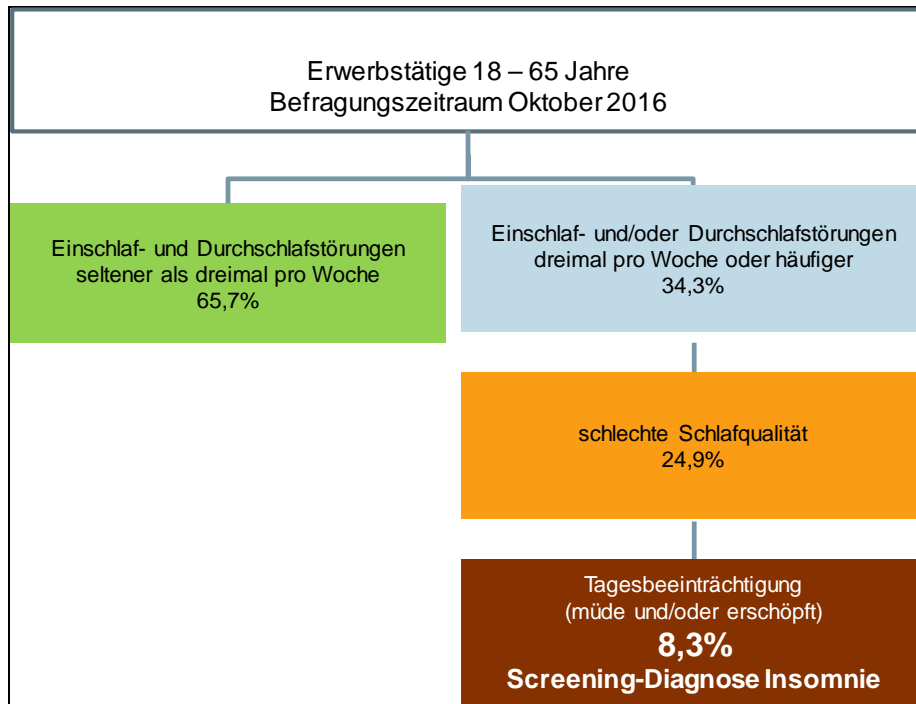 Erwerbstätige 18 – 65 Jahre
Befragungszeitraum Oktober 2016
Einschlaf- und Durchschlafstörungen
seltener als dreimal pro Woche
65,7%
Einschlaf- und/oder Durchschlafstörungen
dreimal pro Woche oder häufiger
34,3%
schlechte Schlafqualität
24,9%
Tagesbeeinträchtigung
(müde und/oder erschöpft)
8,3%
Screening-Diagnose Insomnie